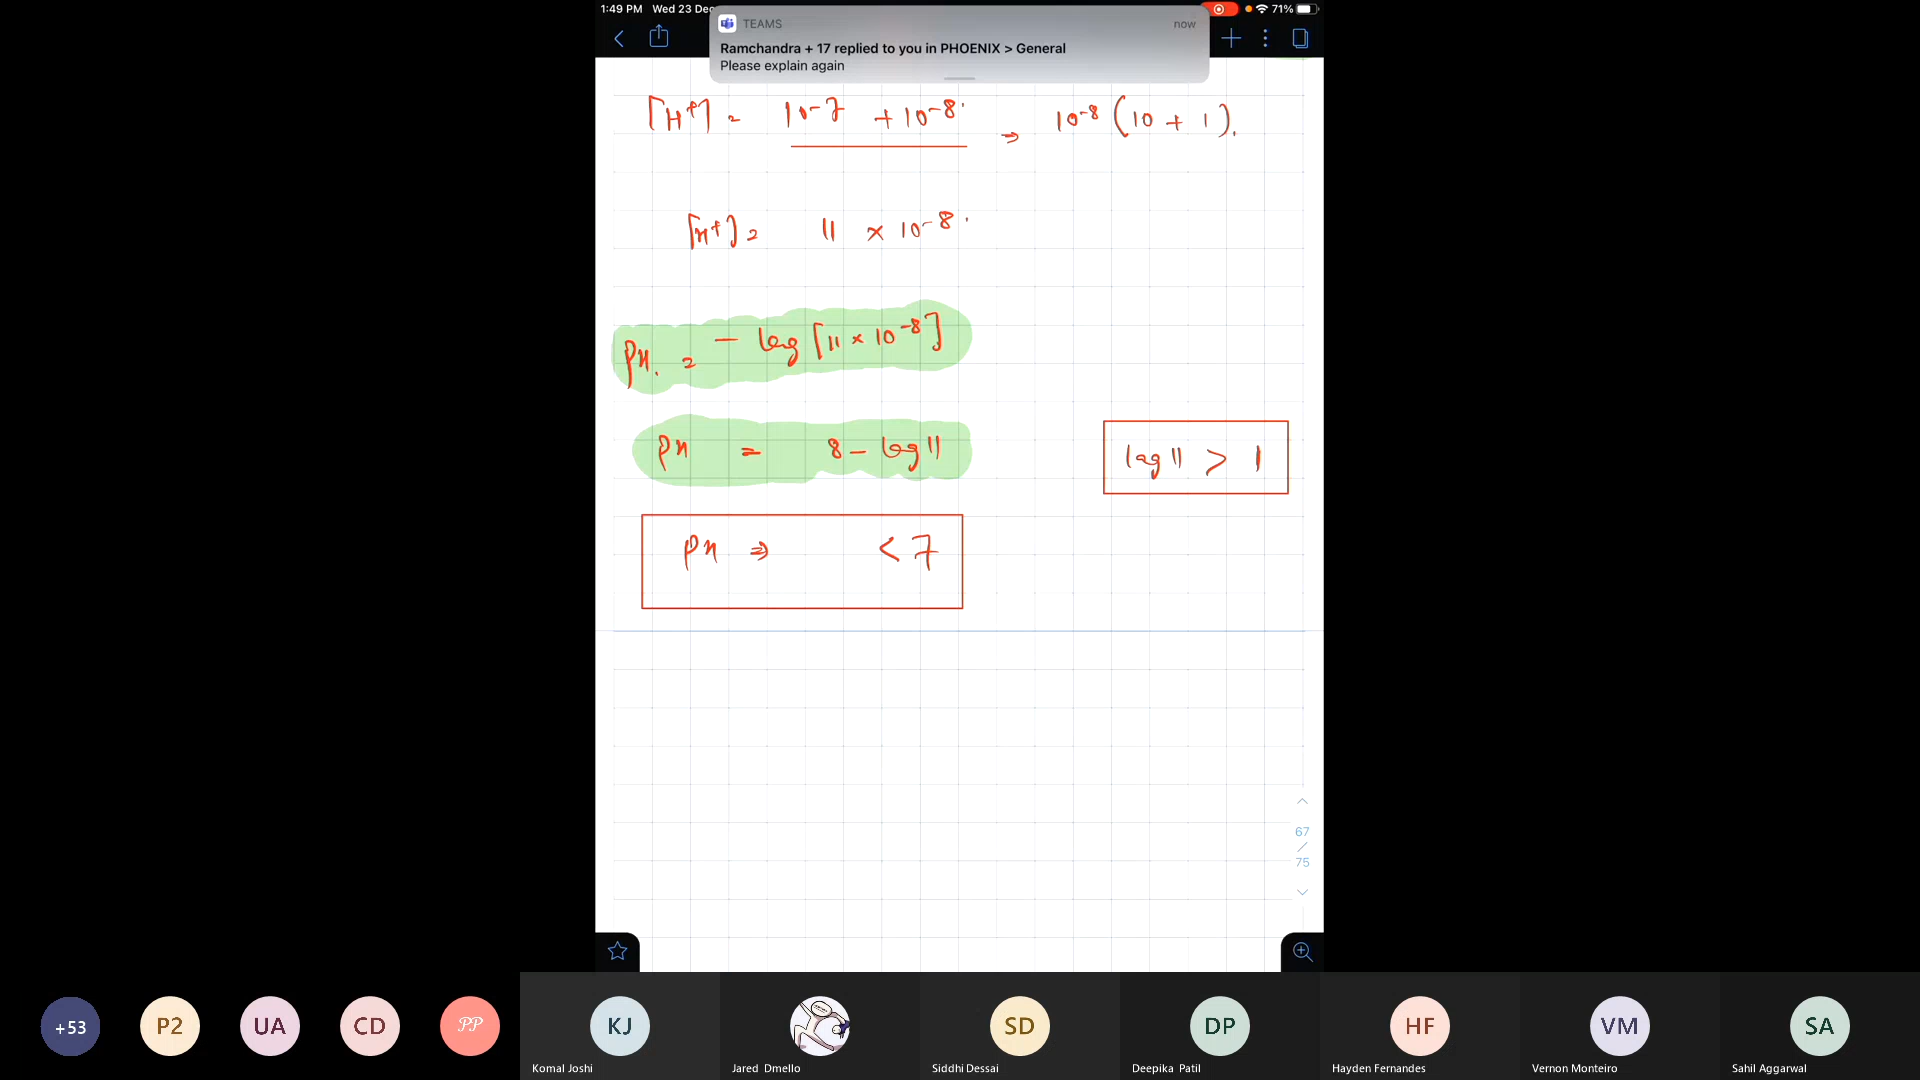 1:49 PM Wed 23 Dec 71%
TEAMS now
Ramchandra + 17 replied to you in PHOENIX > General
Please explain again
[H+] = 10-7 + 10-8 ⇒ 10-8 (10 + 1).
[H+] = 11 × 10-8
PH = - log [11 × 10-8]
PH = 8 - log 11
log 11 > 1
PH ⇒ < 7
67
/
75
+53 P2 UA CD PP KJ SD DP HF VM SA
Komal Joshi Jared Dmello Siddhi Dessai Deepika Patil Hayden Fernandes Vernon Monteiro Sahil Aggarwal